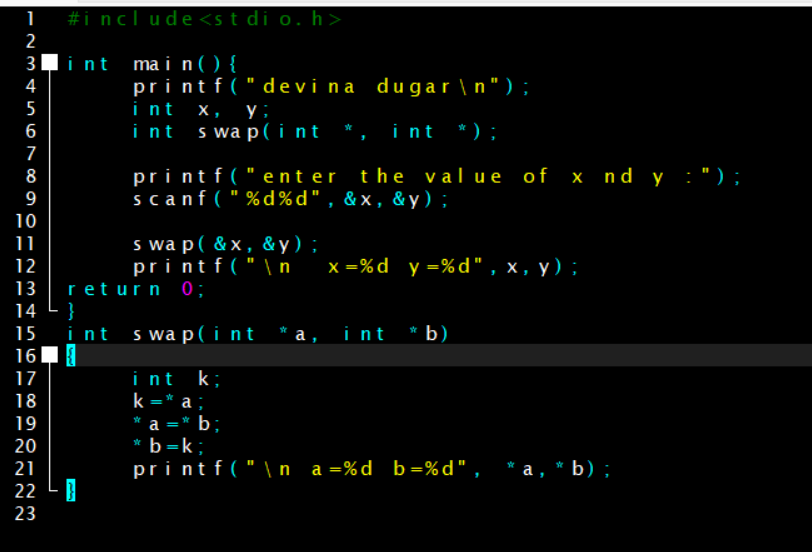 1 #include<stdio.h>
2
3 int main(){
4 printf("devina dugar\n");
5 int x, y;
6 int swap(int *, int *);
7
8 printf("enter the value of x nd y :");
9 scanf("%d%d",&x,&y);
10
11 swap(&x,&y);
12 printf("\n  x=%d y=%d",x,y);
13 return 0;
14 }
15 int swap(int *a, int *b)
16 {
17 int k;
18 k=*a;
19 *a=*b;
20 *b=k;
21 printf("\n a=%d b=%d", *a,*b);
22 }
23